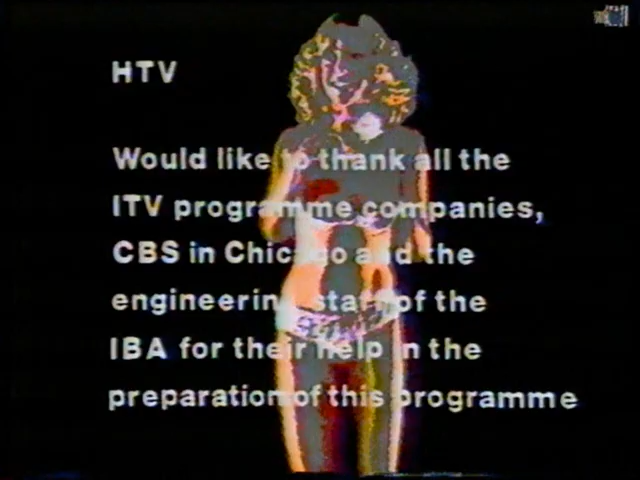 HTV
Would like to thank all the
ITV programme companies,
CBS in Chicago and the
engineering staff of the
IBA for their help in the
preparation of this programme